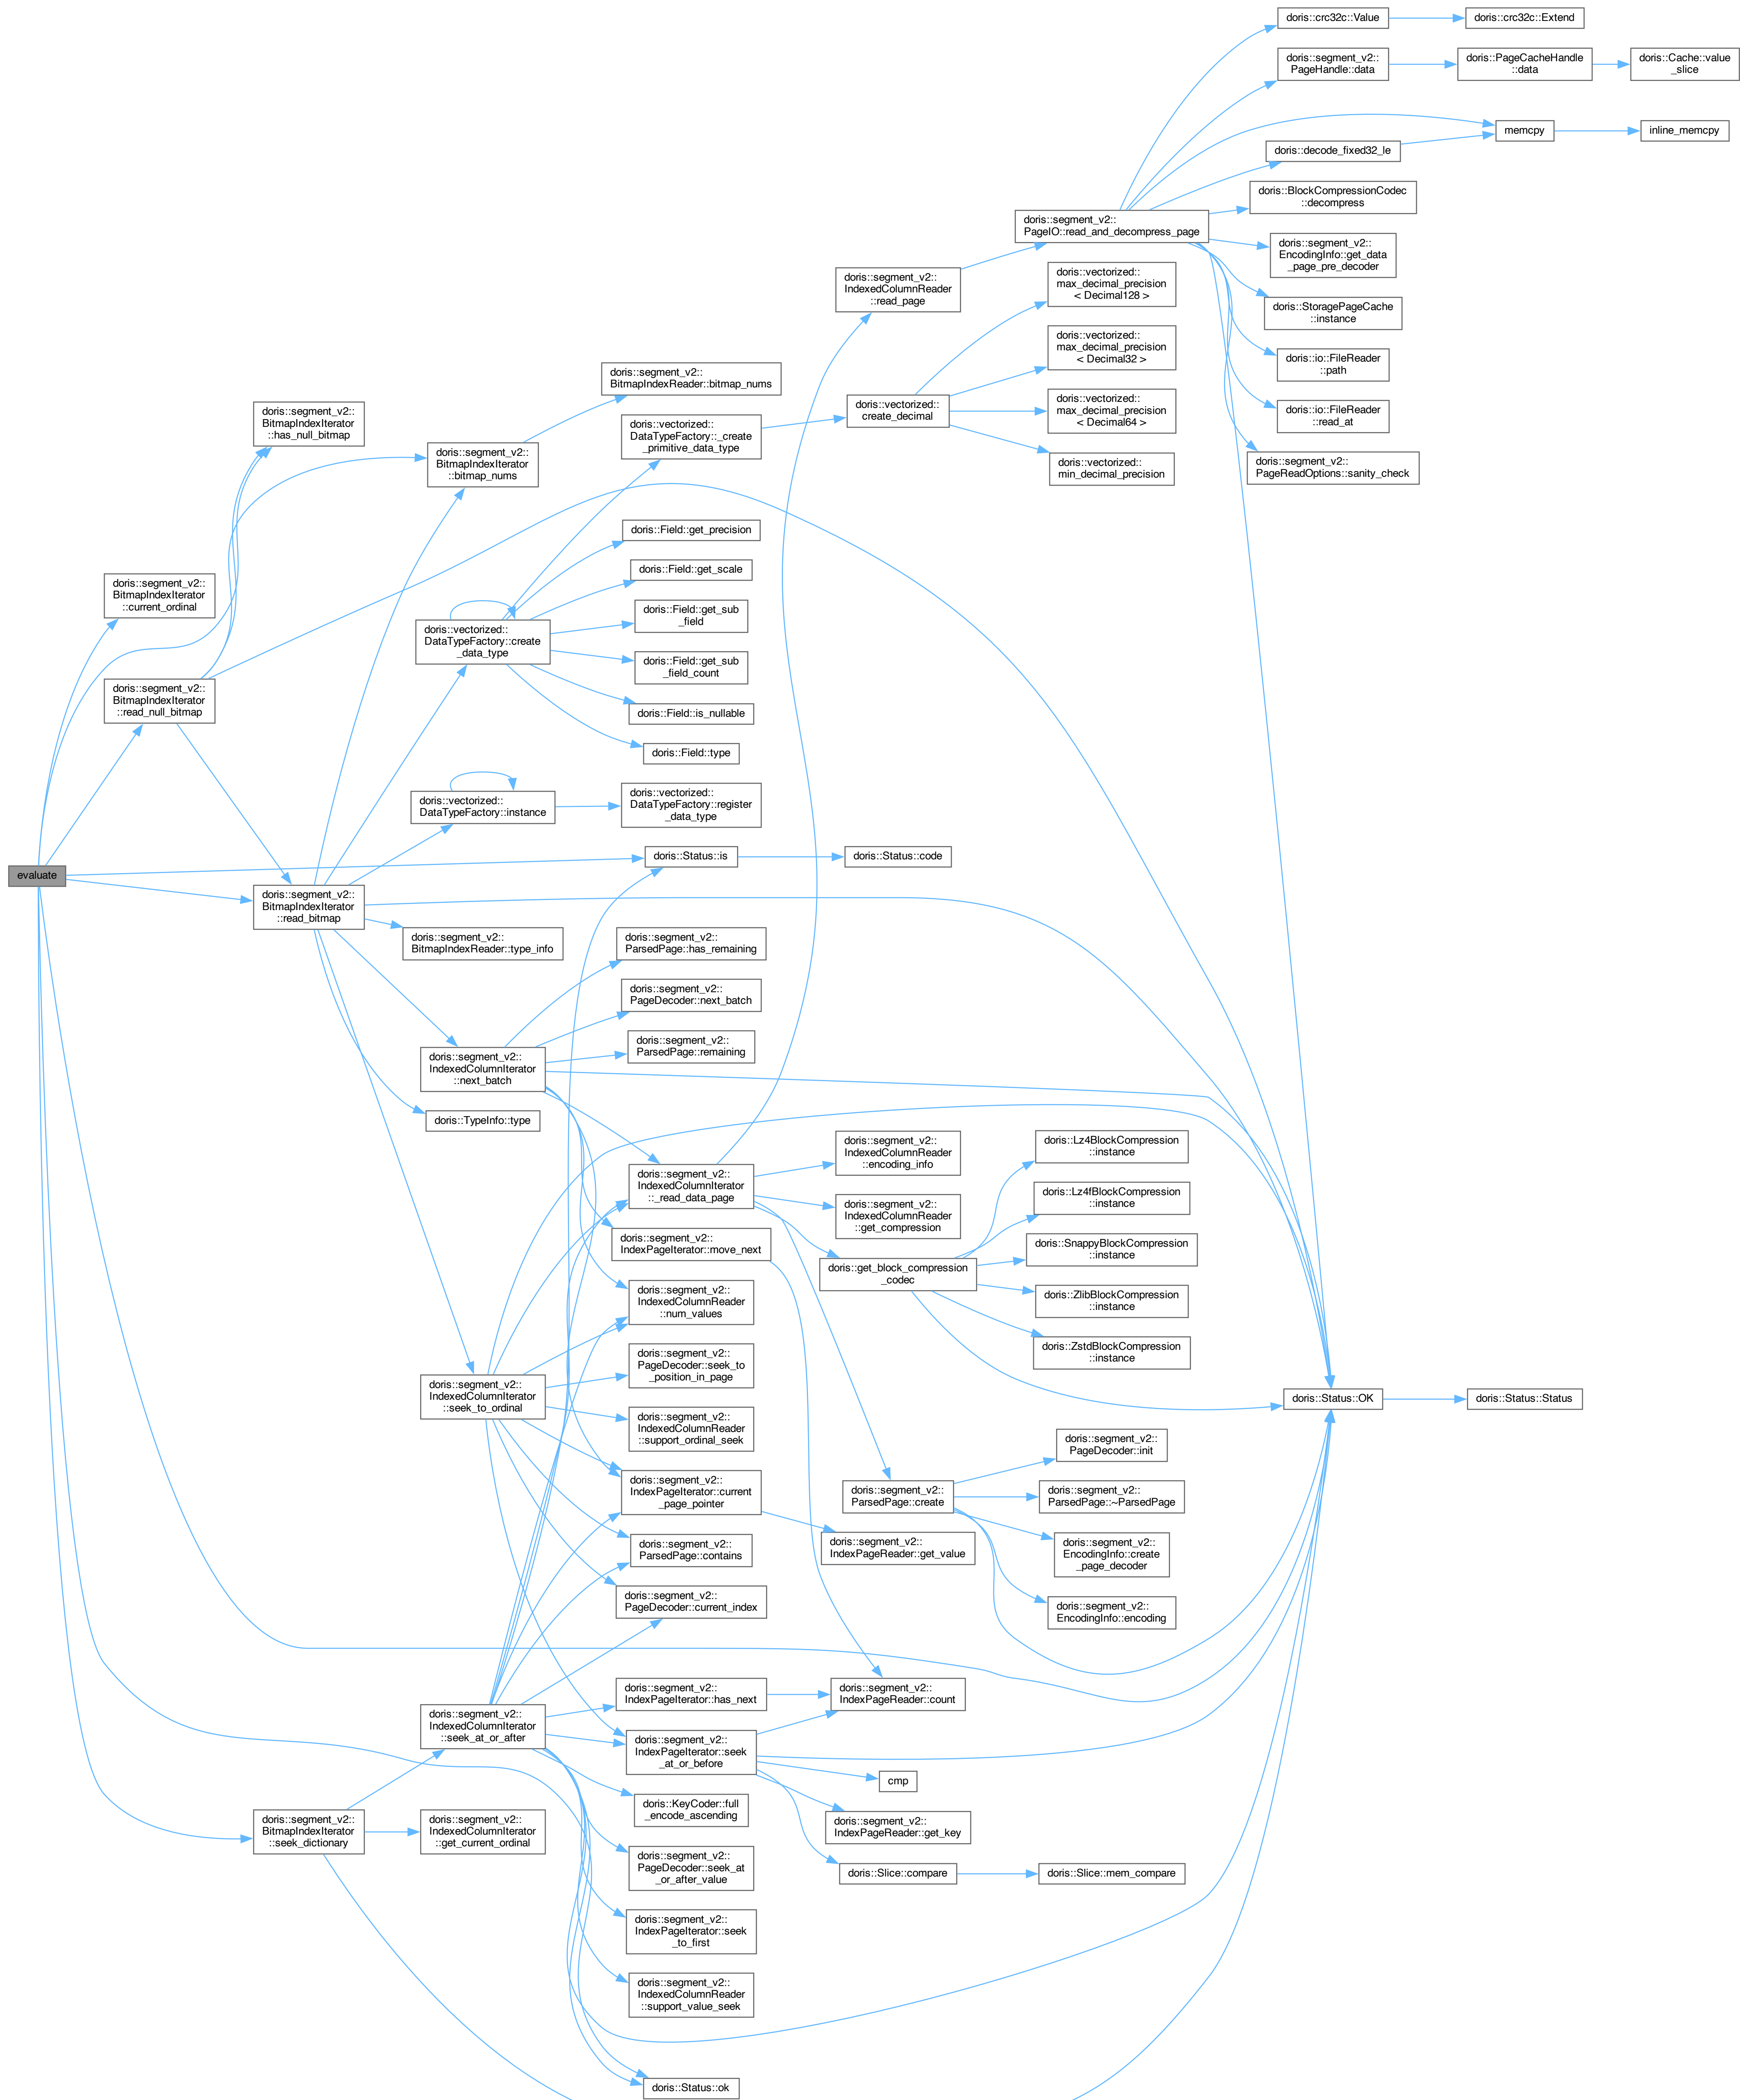 evaluate
doris::segment_v2::
BitmapIndexIterator
::current_ordinal
doris::segment_v2::
BitmapIndexIterator
::read_null_bitmap
doris::segment_v2::
BitmapIndexIterator
::has_null_bitmap
doris::segment_v2::
BitmapIndexIterator
::read_bitmap
doris::segment_v2::
BitmapIndexIterator
::seek_dictionary
doris::segment_v2::
BitmapIndexIterator
::bitmap_nums
doris::vectorized::
DataTypeFactory::create
_data_type
doris::vectorized::
DataTypeFactory::instance
doris::segment_v2::
BitmapIndexReader::type_info
doris::segment_v2::
IndexedColumnIterator
::next_batch
doris::TypeInfo::type
doris::segment_v2::
IndexedColumnIterator
::seek_to_ordinal
doris::segment_v2::
IndexedColumnIterator
::seek_at_or_after
doris::segment_v2::
IndexedColumnIterator
::get_current_ordinal
doris::segment_v2::
BitmapIndexReader::bitmap_nums
doris::vectorized::
DataTypeFactory::_create
_primitive_data_type
doris::Field::get_precision
doris::Field::get_scale
doris::Field::get_sub
_field
doris::Field::get_sub
_field_count
doris::Field::is_nullable
doris::Field::type
doris::vectorized::
DataTypeFactory::register
_data_type
doris::Status::is
doris::segment_v2::
ParsedPage::has_remaining
doris::segment_v2::
PageDecoder::next_batch
doris::segment_v2::
ParsedPage::remaining
doris::segment_v2::
IndexedColumnIterator
::_read_data_page
doris::segment_v2::
IndexPageIterator::move_next
doris::segment_v2::
IndexedColumnReader
::num_values
doris::segment_v2::
PageDecoder::seek_to
_position_in_page
doris::segment_v2::
IndexedColumnReader
::support_ordinal_seek
doris::segment_v2::
IndexPageIterator::current
_page_pointer
doris::segment_v2::
ParsedPage::contains
doris::segment_v2::
PageDecoder::current_index
doris::segment_v2::
IndexPageIterator::has_next
doris::segment_v2::
IndexPageIterator::seek
_at_or_before
doris::KeyCoder::full
_encode_ascending
doris::segment_v2::
PageDecoder::seek_at
_or_after_value
doris::segment_v2::
IndexPageIterator::seek
_to_first
doris::segment_v2::
IndexedColumnReader
::support_value_seek
doris::Status::ok
doris::segment_v2::
IndexedColumnReader
::read_page
doris::vectorized::
create_decimal
doris::Status::code
doris::segment_v2::
IndexedColumnReader
::encoding_info
doris::segment_v2::
IndexedColumnReader
::get_compression
doris::get_block_compression
_codec
doris::segment_v2::
ParsedPage::create
doris::segment_v2::
IndexPageReader::get_value
doris::segment_v2::
IndexPageReader::count
cmp
doris::segment_v2::
IndexPageReader::get_key
doris::Slice::compare
doris::segment_v2::
PageIO::read_and_decompress_page
doris::vectorized::
max_decimal_precision
< Decimal128 >
doris::vectorized::
max_decimal_precision
< Decimal32 >
doris::vectorized::
max_decimal_precision
< Decimal64 >
doris::vectorized::
min_decimal_precision
doris::Lz4BlockCompression
::instance
doris::Lz4fBlockCompression
::instance
doris::SnappyBlockCompression
::instance
doris::ZlibBlockCompression
::instance
doris::ZstdBlockCompression
::instance
doris::segment_v2::
PageDecoder::init
doris::segment_v2::
ParsedPage::~ParsedPage
doris::segment_v2::
EncodingInfo::create
_page_decoder
doris::segment_v2::
EncodingInfo::encoding
doris::Slice::mem_compare
doris::crc32c::Value
doris::segment_v2::
PageHandle::data
doris::decode_fixed32_le
doris::BlockCompressionCodec
::decompress
doris::segment_v2::
EncodingInfo::get_data
_page_pre_decoder
doris::StoragePageCache
::instance
doris::io::FileReader
::path
doris::io::FileReader
::read_at
doris::segment_v2::
PageReadOptions::sanity_check
doris::Status::OK
doris::crc32c::Extend
doris::PageCacheHandle
::data
memcpy
doris::Status::Status
doris::Cache::value
_slice
inline_memcpy